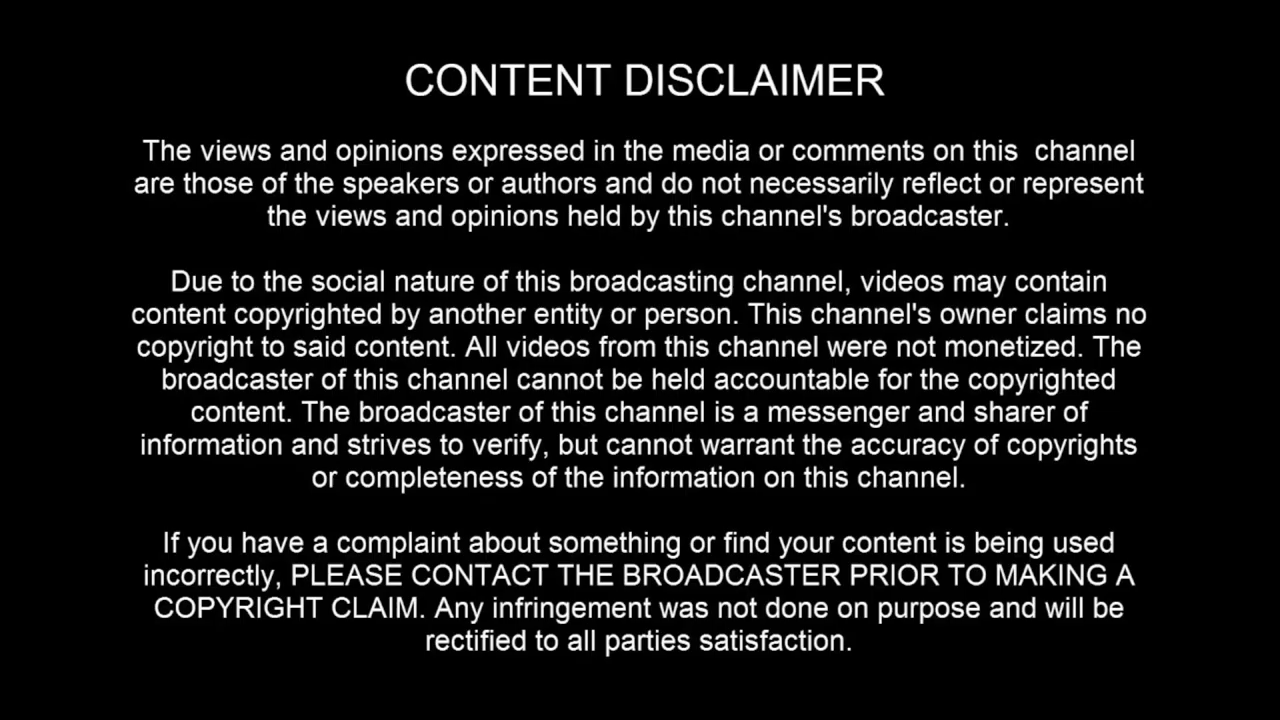 CONTENT DISCLAIMER
The views and opinions expressed in the media or comments on this  channel
are those of the speakers or authors and do not necessarily reflect or represent
the views and opinions held by this channel's broadcaster.
Due to the social nature of this broadcasting channel, videos may contain
content copyrighted by another entity or person. This channel's owner claims no
copyright to said content. All videos from this channel were not monetized. The
broadcaster of this channel cannot be held accountable for the copyrighted
content. The broadcaster of this channel is a messenger and sharer of
information and strives to verify, but cannot warrant the accuracy of copyrights
or completeness of the information on this channel.
If you have a complaint about something or find your content is being used
incorrectly, PLEASE CONTACT THE BROADCASTER PRIOR TO MAKING A
COPYRIGHT CLAIM. Any infringement was not done on purpose and will be
rectified to all parties satisfaction.